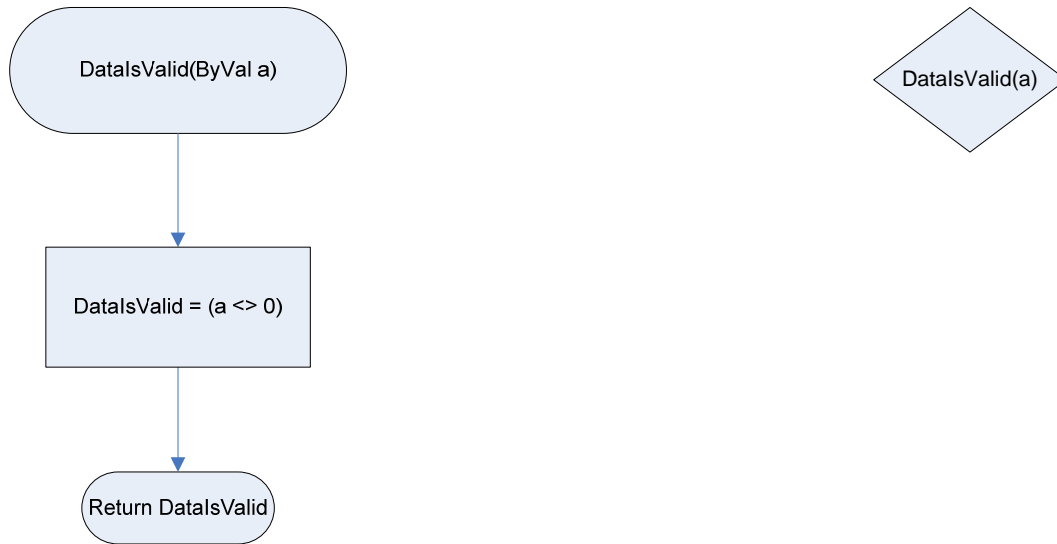 DataIsValid(ByVal a)
DataIsValid(a)
DataIsValid = (a <> 0)
Return DataIsValid